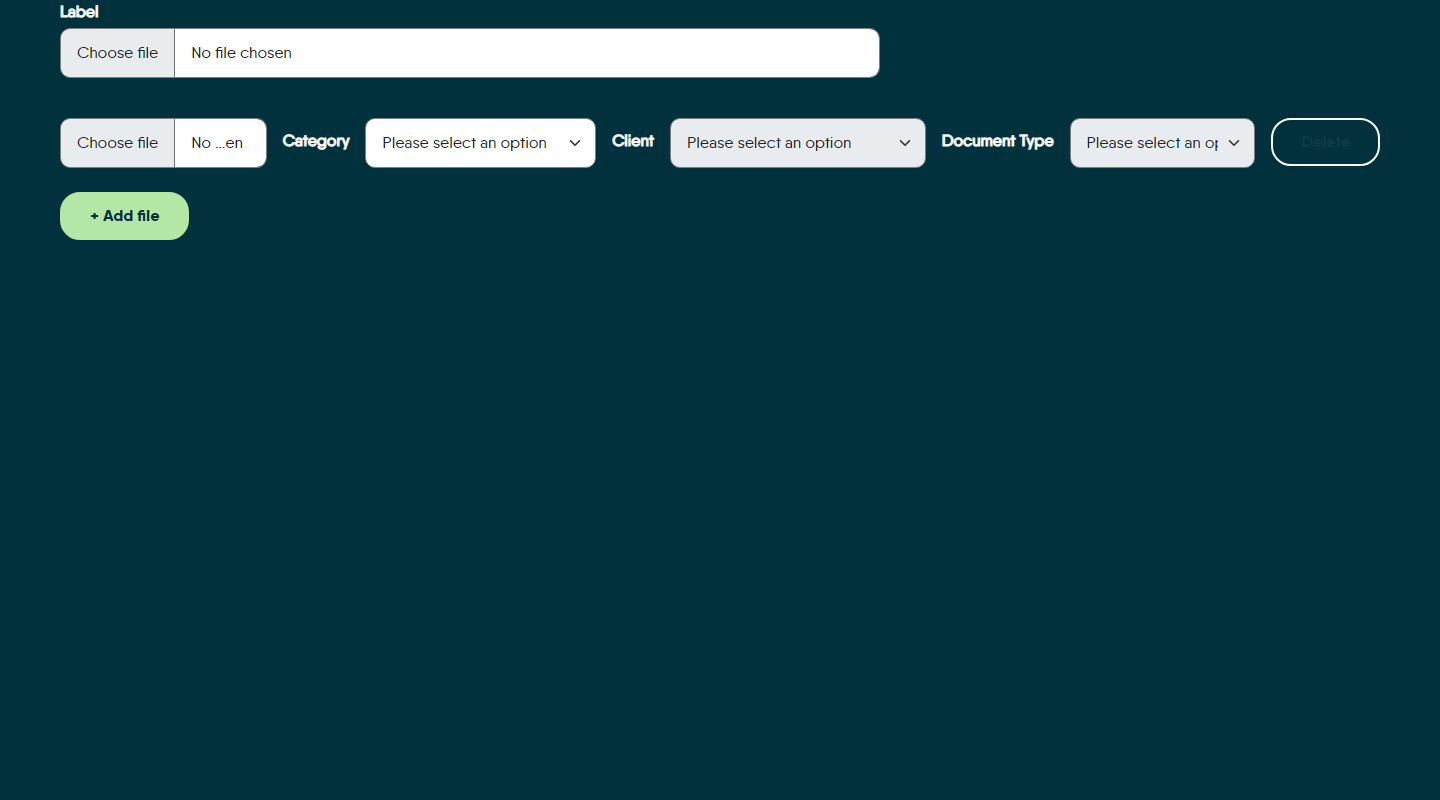 Label
Choose file No file chosen
Choose file No ...en Category Please select an option Client Please select an option Document Type Please select an op Delete
+ Add file